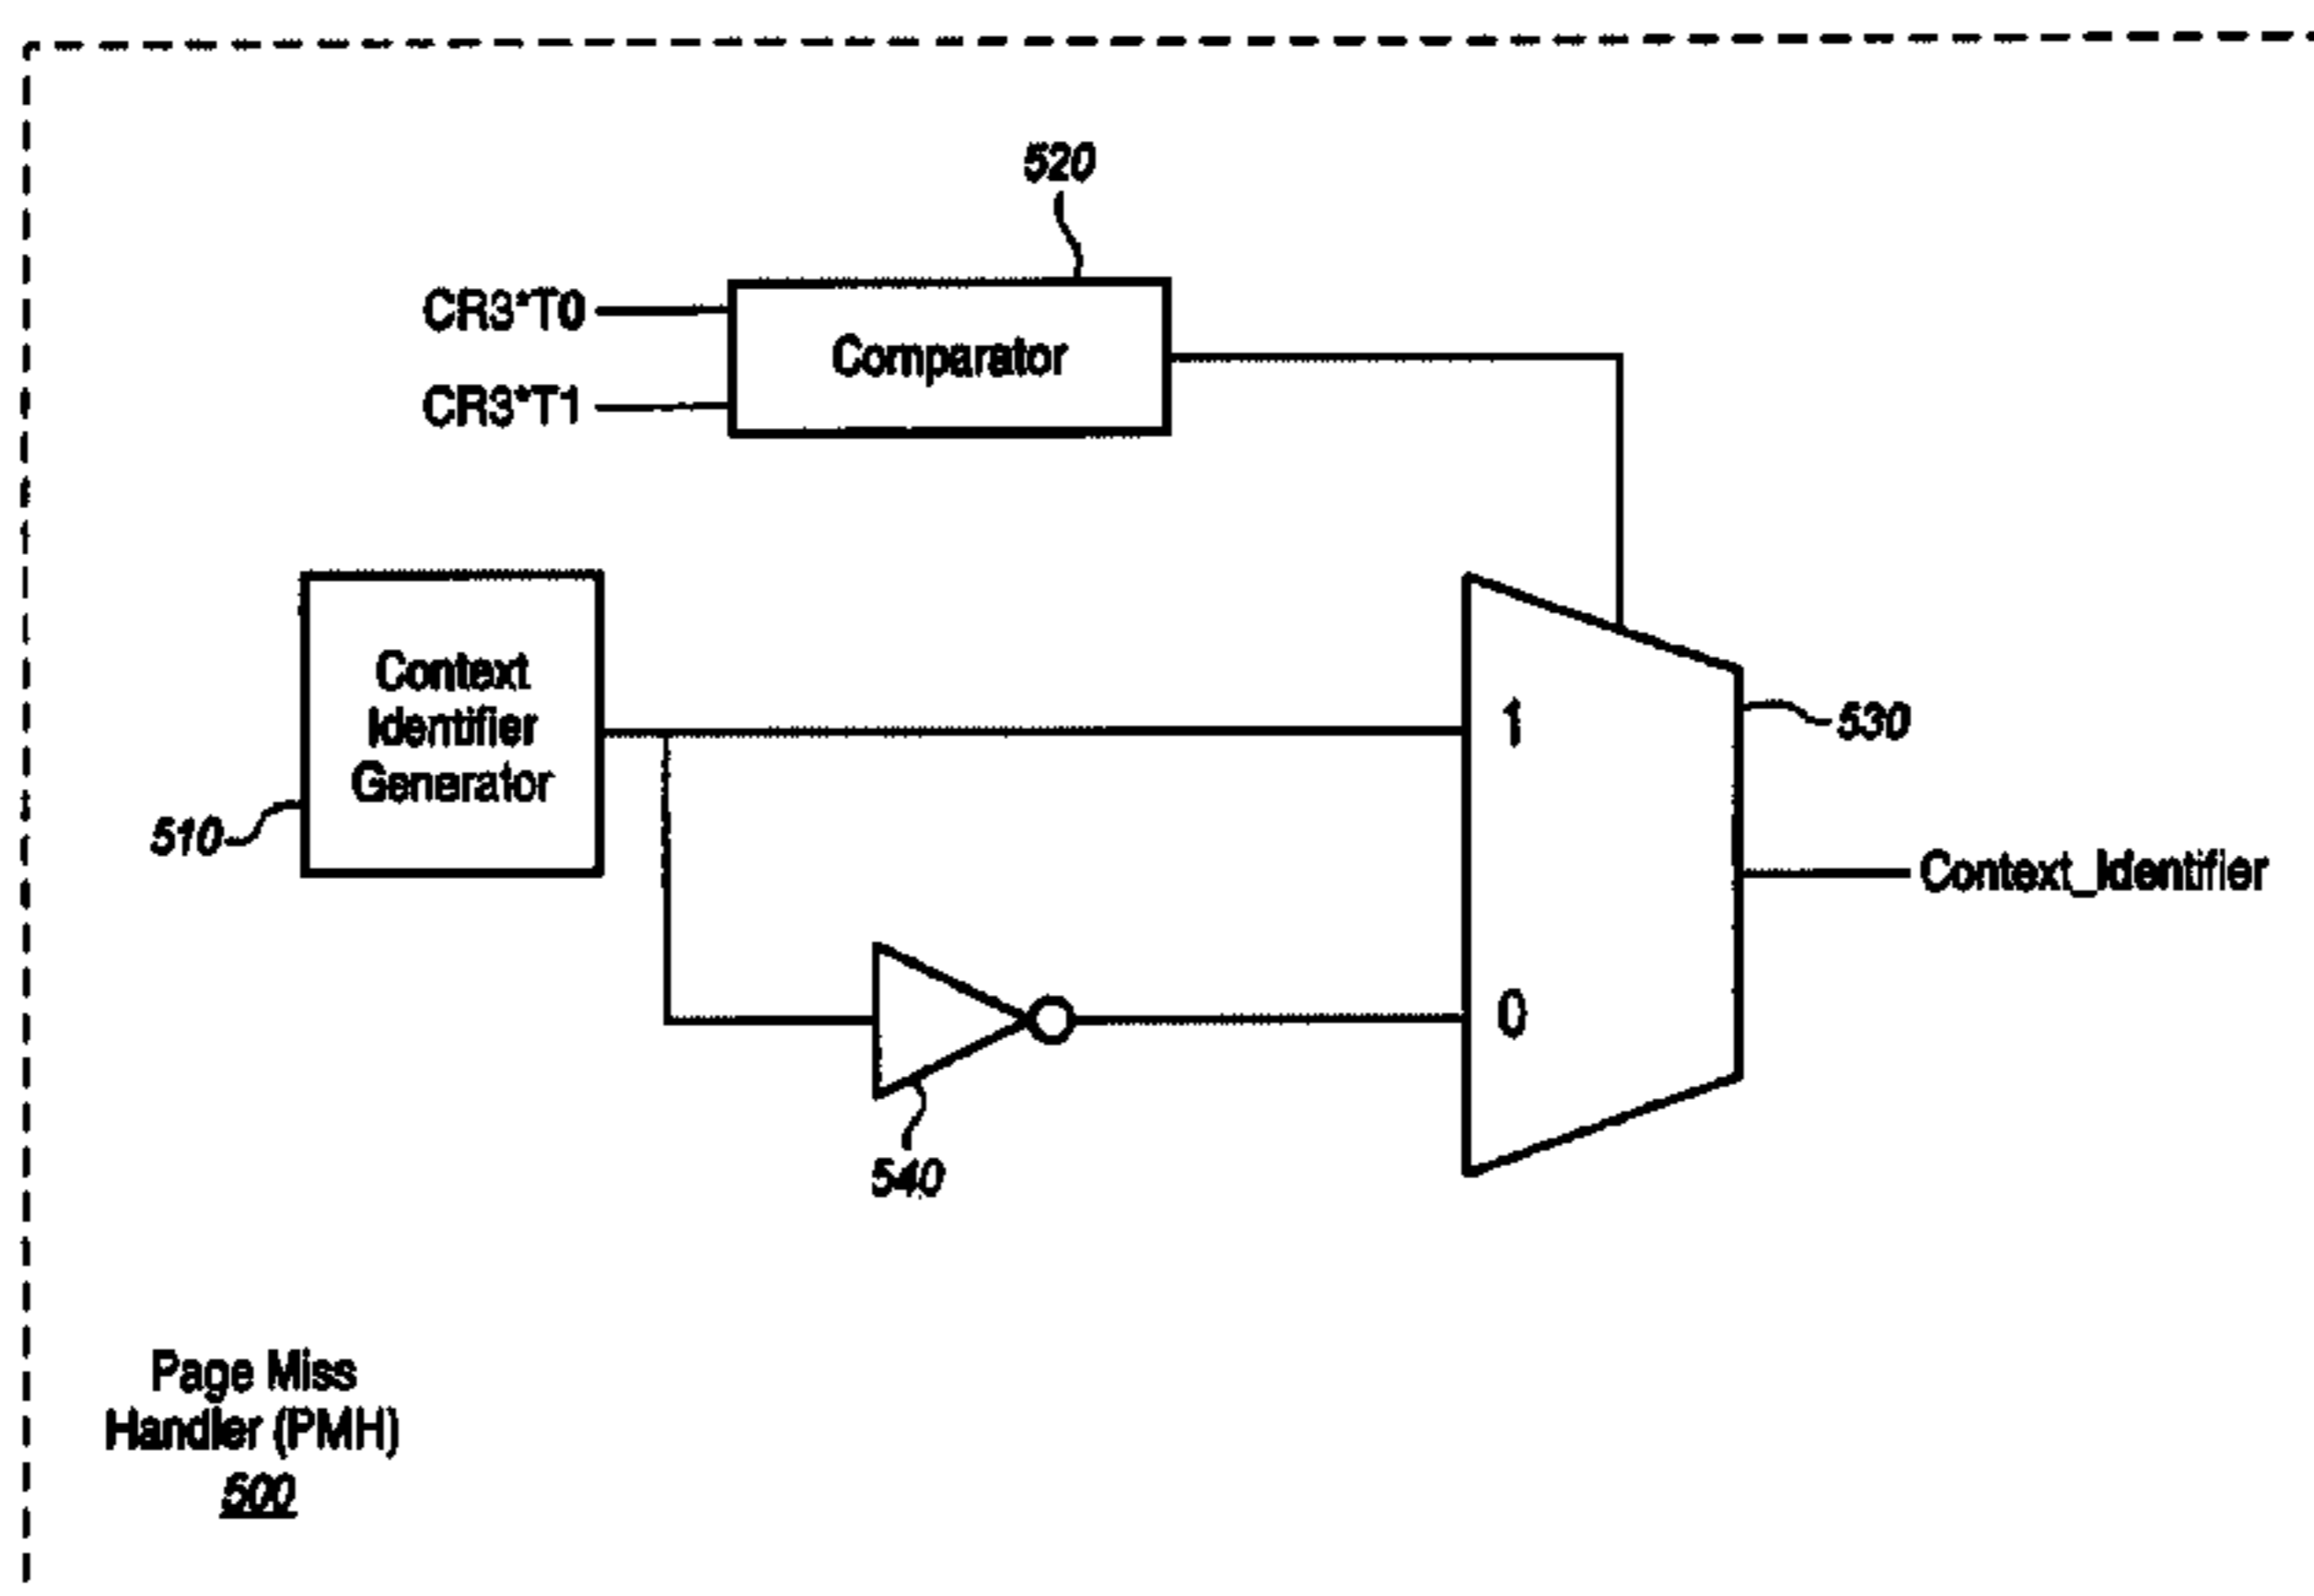 520
CR3*T0
Comparator
CR3*T1
Context
Identifier
Generator
1
530
510
Context_Identifier
0
540
Page Miss
Handler (PMH)
500